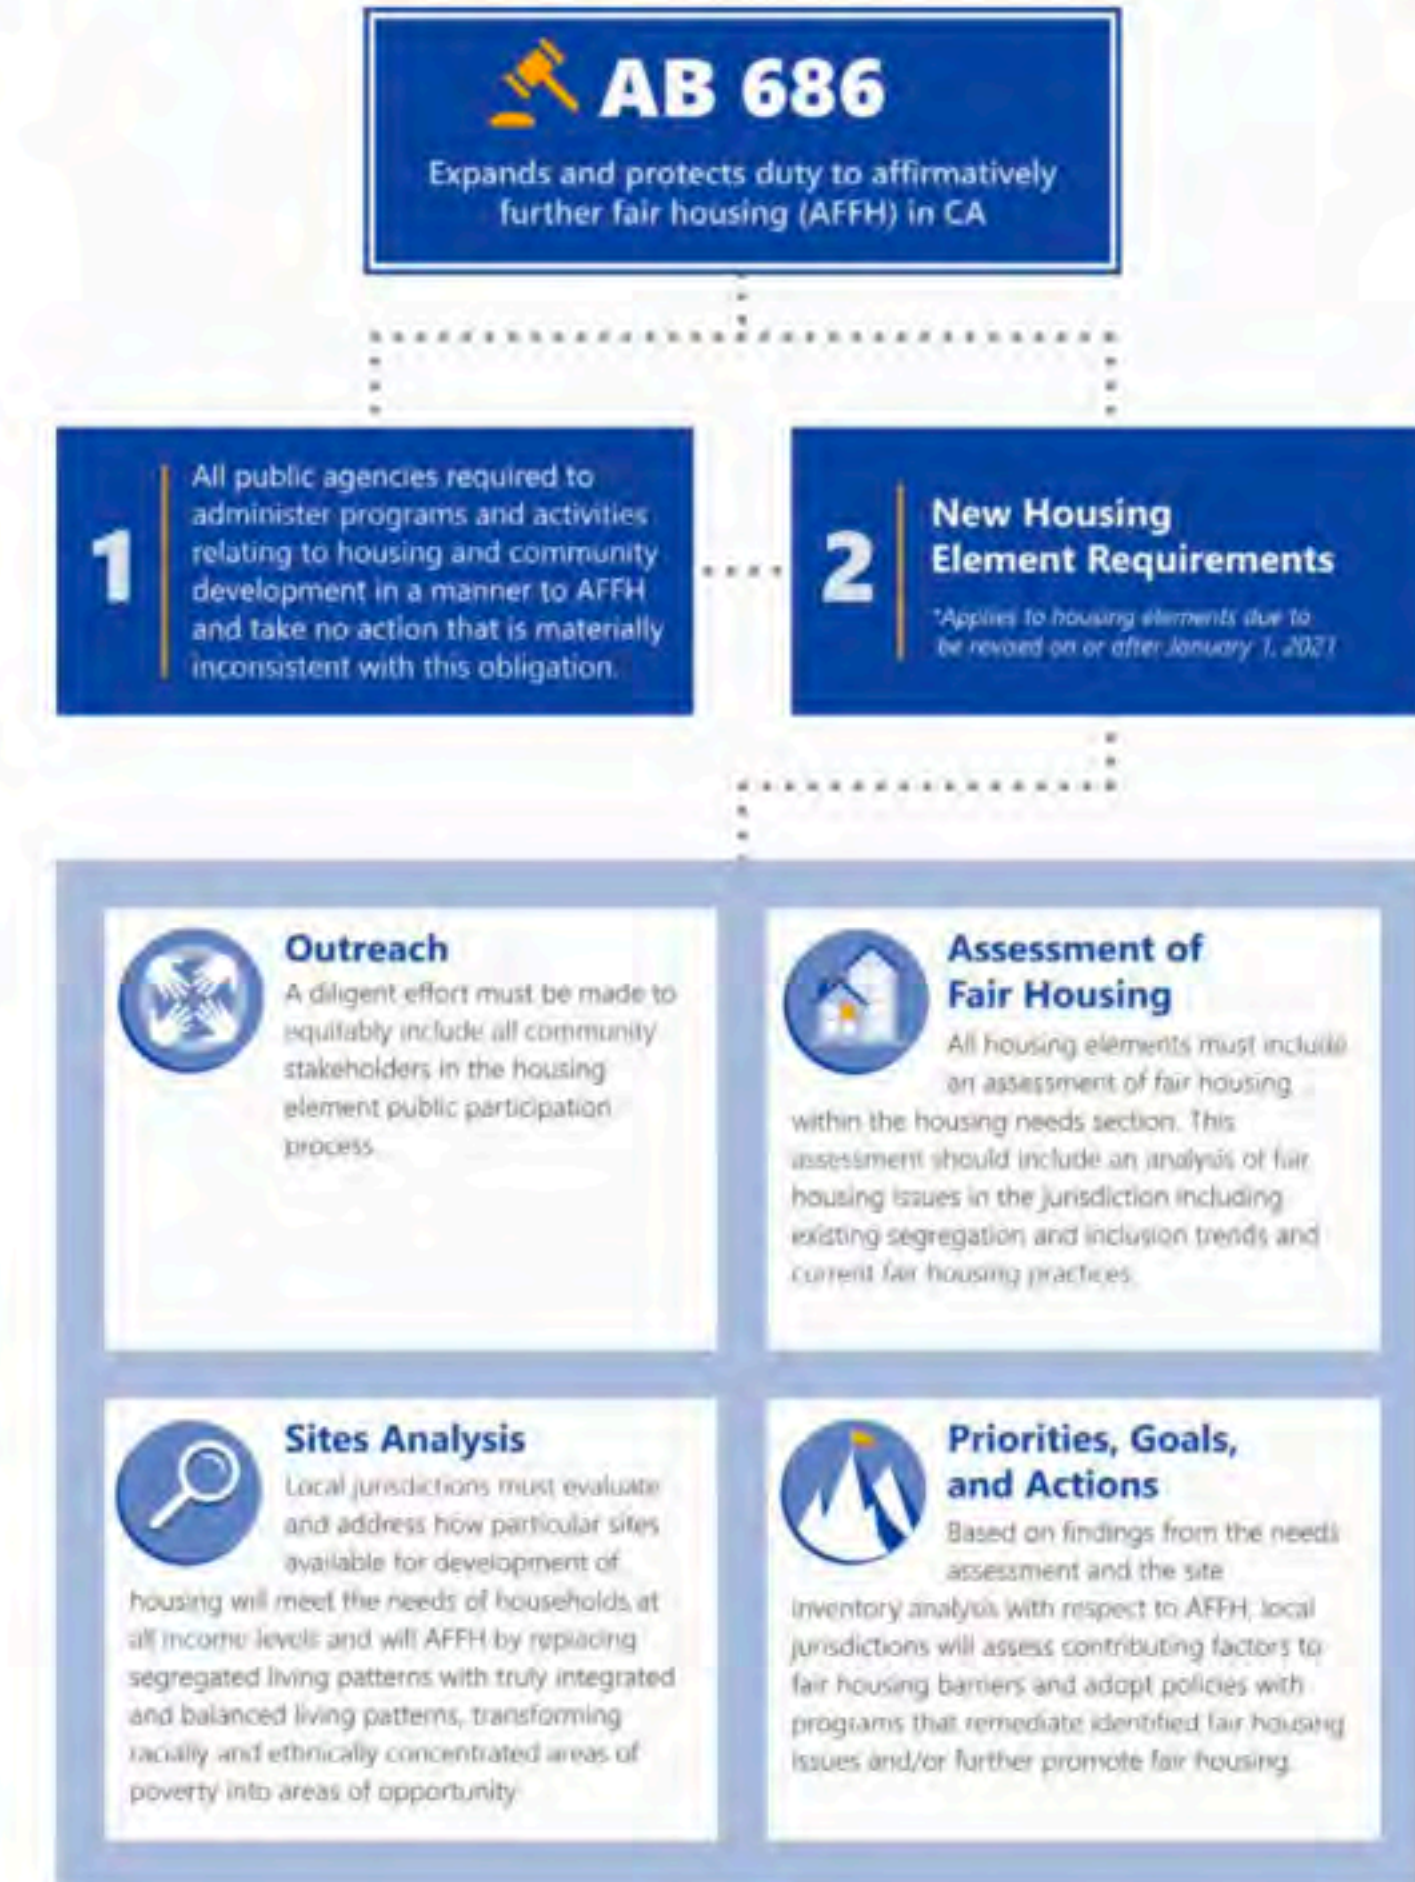 AB 686
Expands and protects duty to affirmatively
further fair housing (AFFH) in CA
1
All public agencies required to
administer programs and activities
relating to housing and community
development in a manner to AFFH
and take no action that is materially
inconsistent with this obligation.
2
New Housing
Element Requirements
*Applies to housing elements due to
be revised on or after January 1, 2021
Outreach
A diligent effort must be made to
equitably include all community
stakeholders in the housing
element public participation
process.
Assessment of
Fair Housing
All housing elements must include
an assessment of fair housing
within the housing needs section. This
assessment should include an analysis of fair
housing issues in the jurisdiction including
existing segregation and inclusion trends and
current fair housing practices.
Sites Analysis
Local jurisdictions must evaluate
and address how particular sites
available for development of
housing will meet the needs of households at
all income levels and will AFFH by replacing
segregated living patterns with truly integrated
and balanced living patterns, transforming
racially and ethnically concentrated areas of
poverty into areas of opportunity
Priorities, Goals,
and Actions
Based on findings from the needs
assessment and the site
inventory analysis with respect to AFFH, local
jurisdictions will assess contributing factors to
fair housing barriers and adopt policies with
programs that remediate identified fair housing
issues and/or further promote fair housing.